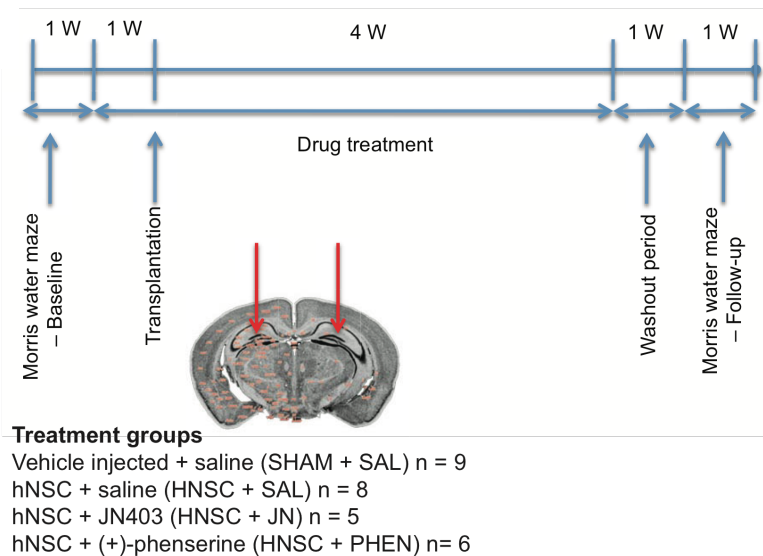 1 W
1 W
4 W
1 W
1 W
Drug treatment
Morris water maze
– Baseline
Transplantation
Washout period
Morris water maze
– Follow-up
Treatment groups
Vehicle injected + saline (SHAM + SAL) n = 9
hNSC + saline (HNSC + SAL) n = 8
hNSC + JN403 (HNSC + JN) n = 5
hNSC + (+)-phenserine (HNSC + PHEN) n= 6